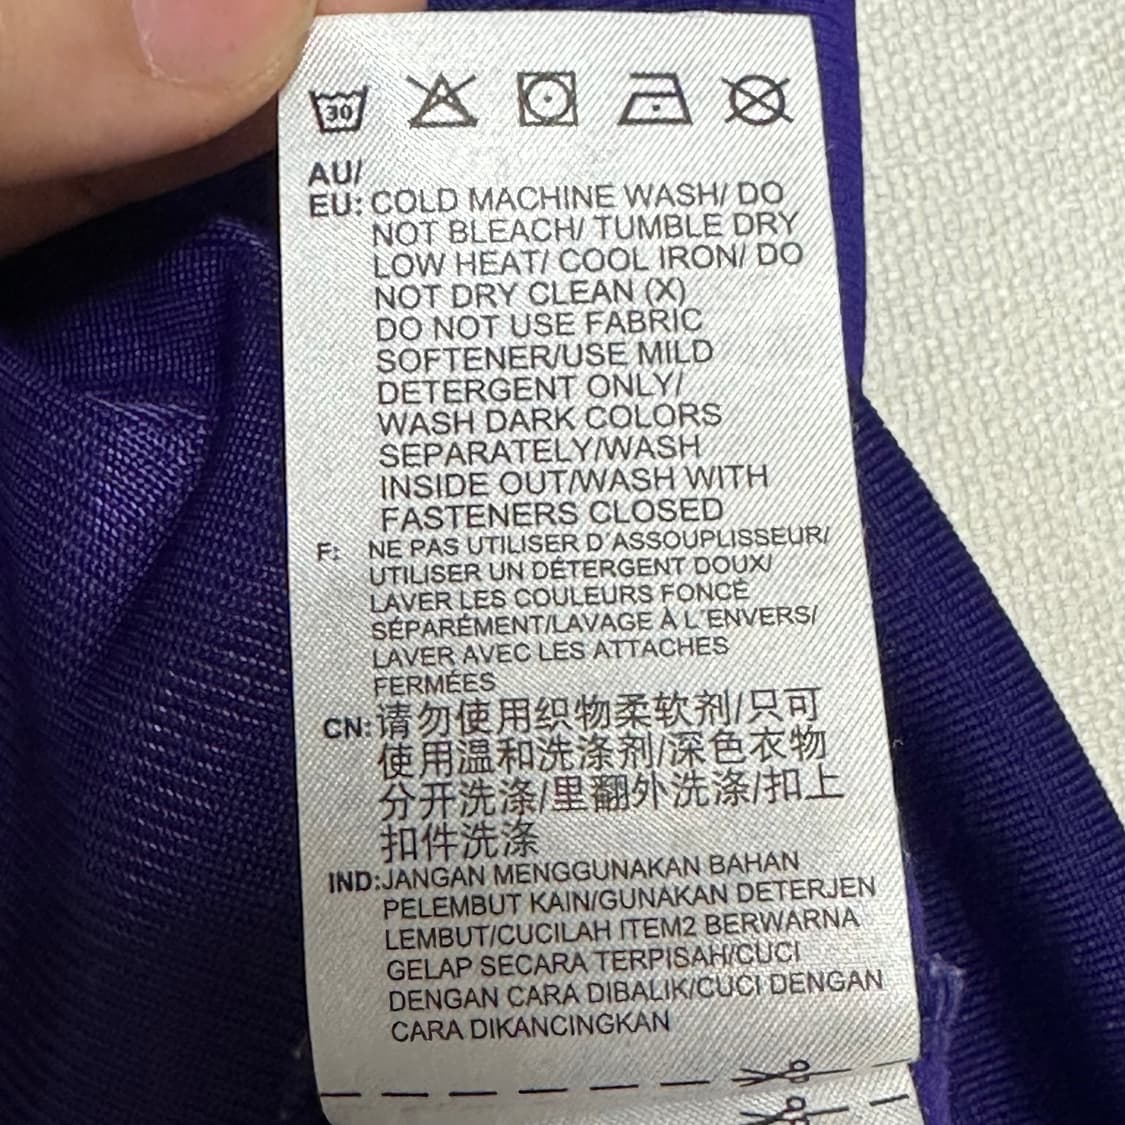 30
AU/
EU: COLD MACHINE WASH/ DO
NOT BLEACH/ TUMBLE DRY
LOW HEAT/ COOL IRON/ DO
NOT DRY CLEAN (X)
DO NOT USE FABRIC
SOFTENER/USE MILD
DETERGENT ONLY/
WASH DARK COLORS
SEPARATELY/WASH
INSIDE OUT/WASH WITH
FASTENERS CLOSED
F: NE PAS UTILISER D'ASSOUPLISSEUR/
UTILISER UN DÉTERGENT DOUX/
LAVER LES COULEURS FONCÉ
SÉPARÉMENT/LAVAGE À L'ENVERS/
LAVER AVEC LES ATTACHES
FERMÉES
CN: 请勿使用织物柔软剂/只可
使用温和洗涤剂/深色衣物
分开洗涤/里翻外洗涤/扣上
扣件洗涤
IND: JANGAN MENGGUNAKAN BAHAN
PELEMBUT KAIN/GUNAKAN DETERJEN
LEMBUT/CUCILAH ITEM2 BERWARNA
GELAP SECARA TERPISAH/CUCI
DENGAN CARA DIBALIK/CUCI DENGAN
CARA DIKANCINGKAN